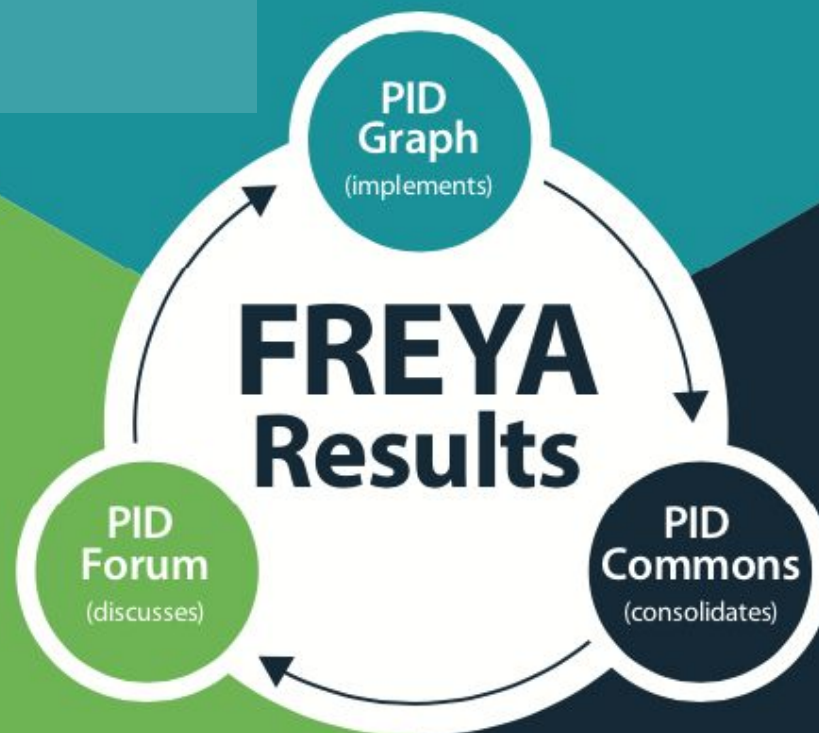 PID
Graph
(implements)
FREYA
Results
PID
Forum
(discusses)
PID
Commons
(consolidates)